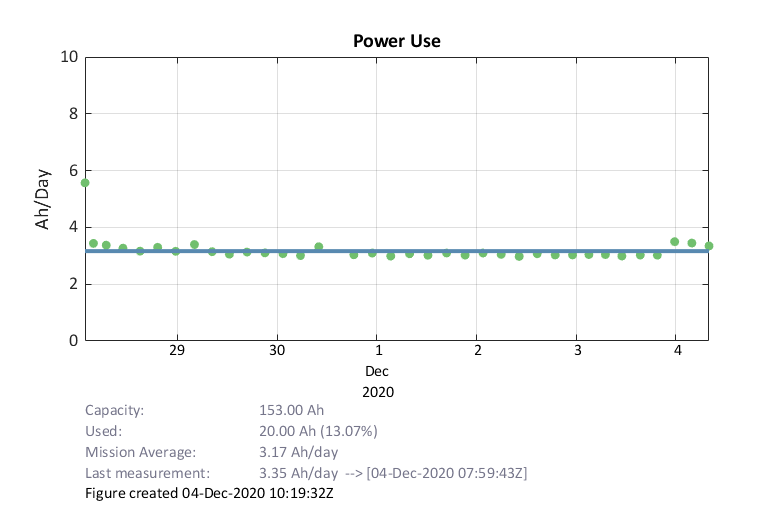 Power Use
10
8
6
4
2
0
Ah/Day
29 30 1 2 3 4
Dec
2020
Capacity: 153.00 Ah
Used: 20.00 Ah (13.07%)
Mission Average: 3.17 Ah/day
Last measurement: 3.35 Ah/day --> [04-Dec-2020 07:59:43Z]
Figure created 04-Dec-2020 10:19:32Z